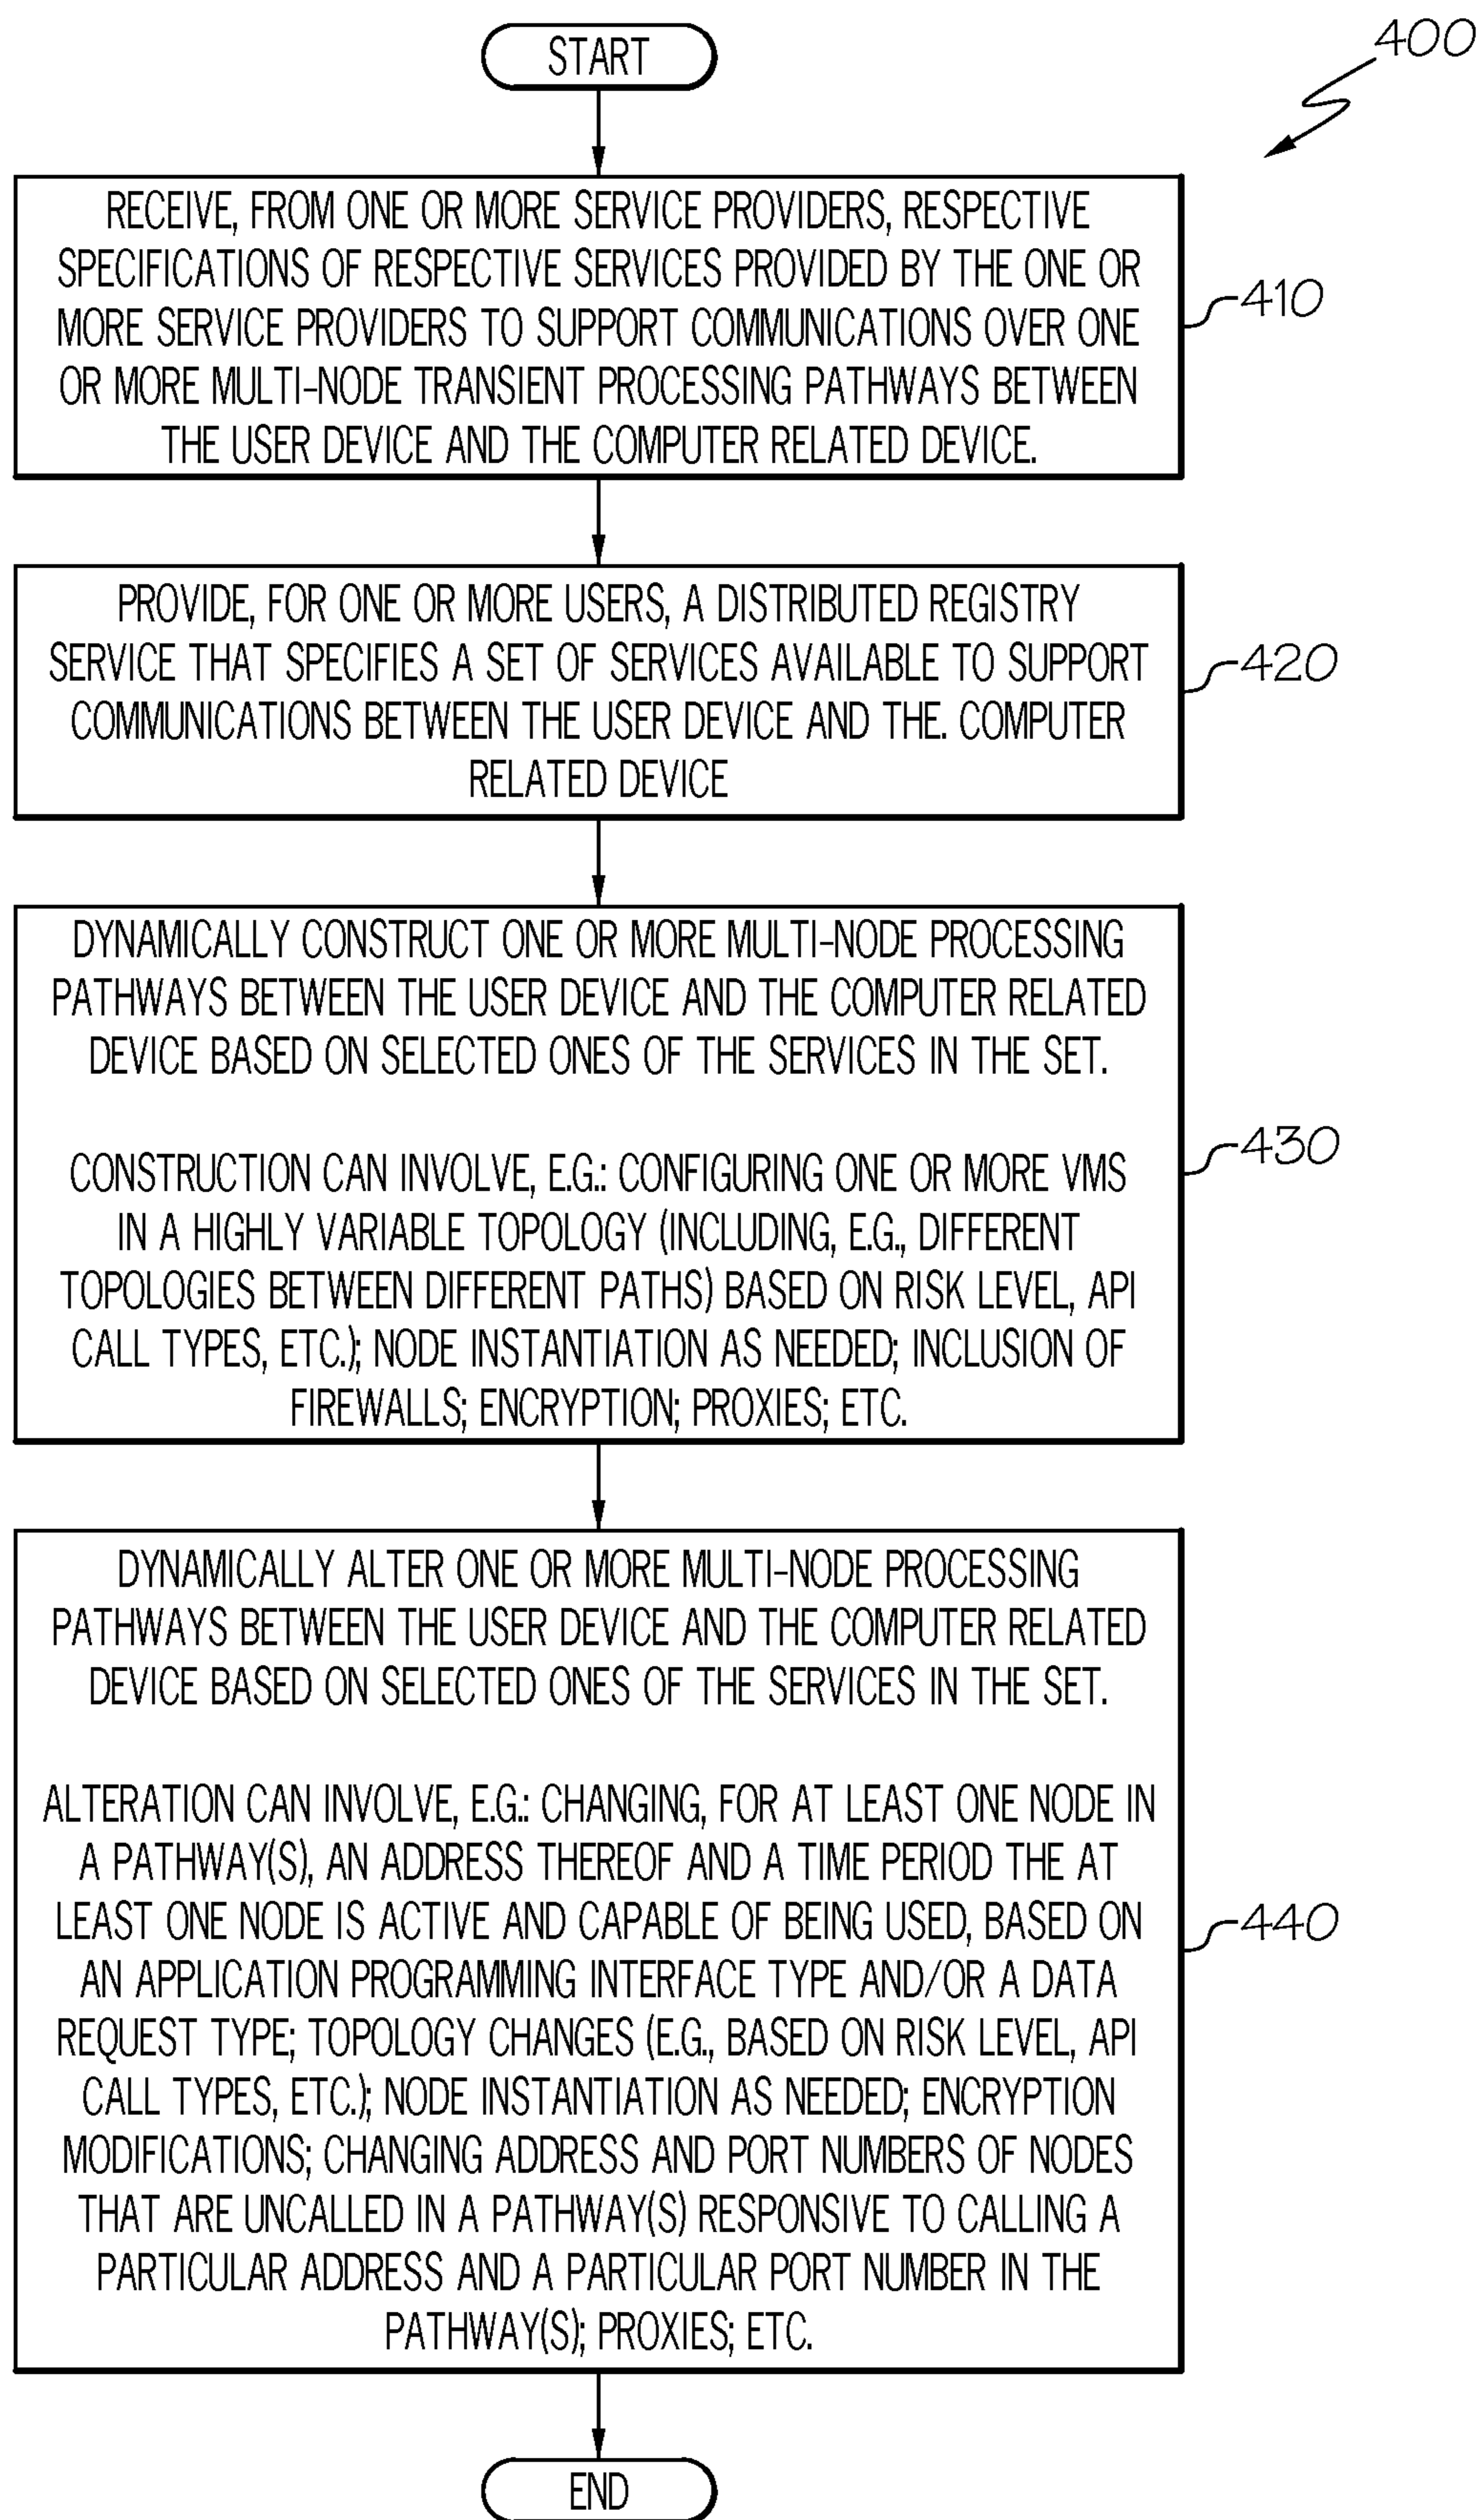 START
400
RECEIVE, FROM ONE OR MORE SERVICE PROVIDERS, RESPECTIVE
SPECIFICATIONS OF RESPECTIVE SERVICES PROVIDED BY THE ONE OR
MORE SERVICE PROVIDERS TO SUPPORT COMMUNICATIONS OVER ONE
OR MORE MULTI-NODE TRANSIENT PROCESSING PATHWAYS BETWEEN
THE USER DEVICE AND THE COMPUTER RELATED DEVICE.
410
PROVIDE, FOR ONE OR MORE USERS, A DISTRIBUTED REGISTRY
SERVICE THAT SPECIFIES A SET OF SERVICES AVAILABLE TO SUPPORT
COMMUNICATIONS BETWEEN THE USER DEVICE AND THE. COMPUTER
RELATED DEVICE
420
DYNAMICALLY CONSTRUCT ONE OR MORE MULTI-NODE PROCESSING
PATHWAYS BETWEEN THE USER DEVICE AND THE COMPUTER RELATED
DEVICE BASED ON SELECTED ONES OF THE SERVICES IN THE SET.
CONSTRUCTION CAN INVOLVE, E.G.: CONFIGURING ONE OR MORE VMS
IN A HIGHLY VARIABLE TOPOLOGY (INCLUDING, E.G., DIFFERENT
TOPOLOGIES BETWEEN DIFFERENT PATHS) BASED ON RISK LEVEL, API
CALL TYPES, ETC.); NODE INSTANTIATION AS NEEDED; INCLUSION OF
FIREWALLS; ENCRYPTION; PROXIES; ETC.
430
DYNAMICALLY ALTER ONE OR MORE MULTI-NODE PROCESSING
PATHWAYS BETWEEN THE USER DEVICE AND THE COMPUTER RELATED
DEVICE BASED ON SELECTED ONES OF THE SERVICES IN THE SET.
ALTERATION CAN INVOLVE, E.G.: CHANGING, FOR AT LEAST ONE NODE IN
A PATHWAY(S), AN ADDRESS THEREOF AND A TIME PERIOD THE AT
LEAST ONE NODE IS ACTIVE AND CAPABLE OF BEING USED, BASED ON
AN APPLICATION PROGRAMMING INTERFACE TYPE AND/OR A DATA
REQUEST TYPE; TOPOLOGY CHANGES (E.G., BASED ON RISK LEVEL, API
CALL TYPES, ETC.); NODE INSTANTIATION AS NEEDED; ENCRYPTION
MODIFICATIONS; CHANGING ADDRESS AND PORT NUMBERS OF NODES
THAT ARE UNCALLED IN A PATHWAY(S) RESPONSIVE TO CALLING A
PARTICULAR ADDRESS AND A PARTICULAR PORT NUMBER IN THE
PATHWAY(S); PROXIES; ETC.
440
END